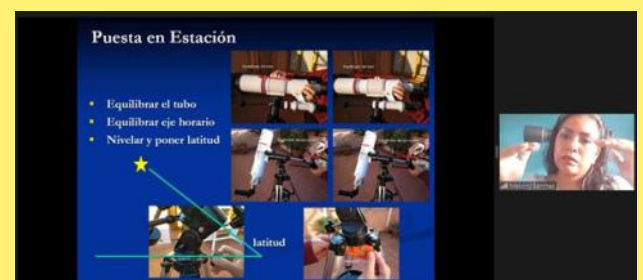 Puesta en Estación
Equilibrar el tubo
Equilibrar eje horario
Nivelar y poner latitud
latitud